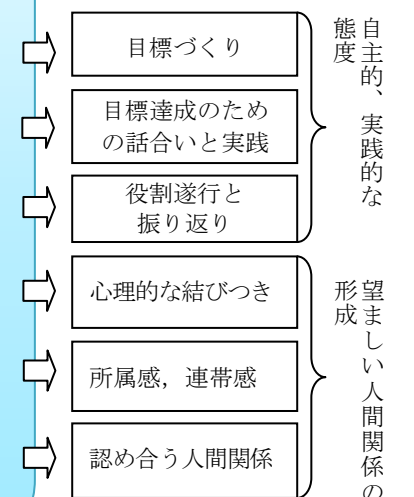 目標づくり
目標達成のため
の話合いと実践
役割遂行と
振り返り
自主的、実践的な
態度
心理的な結びつき
所属感，連帯感
認め合う人間関係
望ましい人間関係の
形成